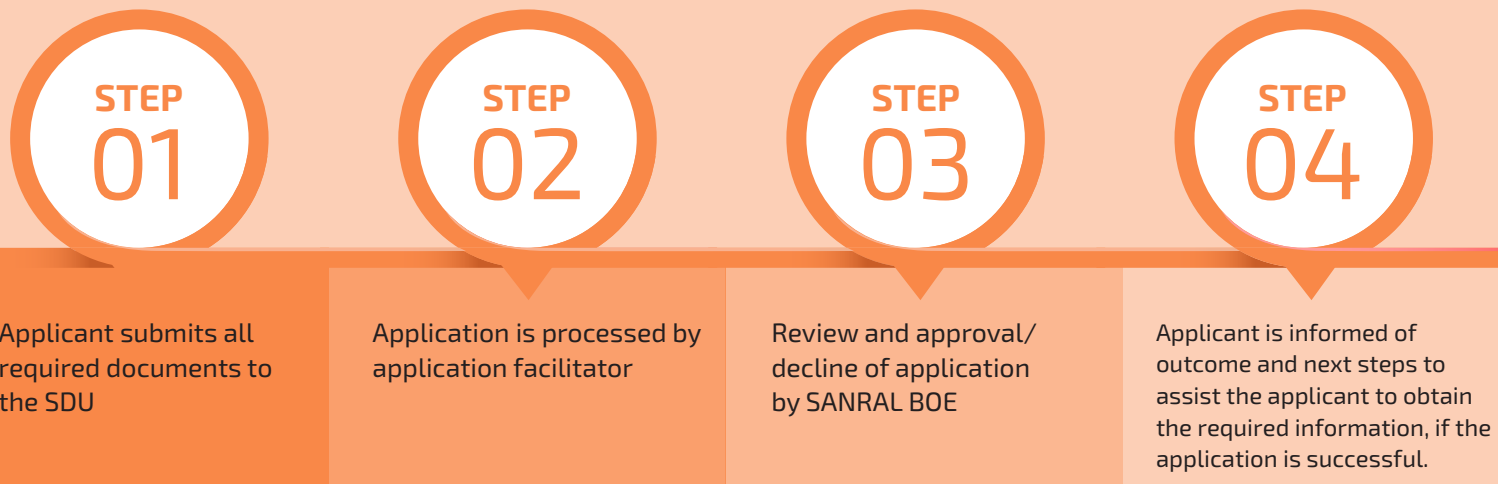 STEP
01
STEP
02
STEP
03
STEP
04
Applicant submits all
required documents to
the SDU
Application is processed by
application facilitator
Review and approval/
decline of application
by SANRAL BOE
Applicant is informed of
outcome and next steps to
assist the applicant to obtain
the required information, if the
application is successful.